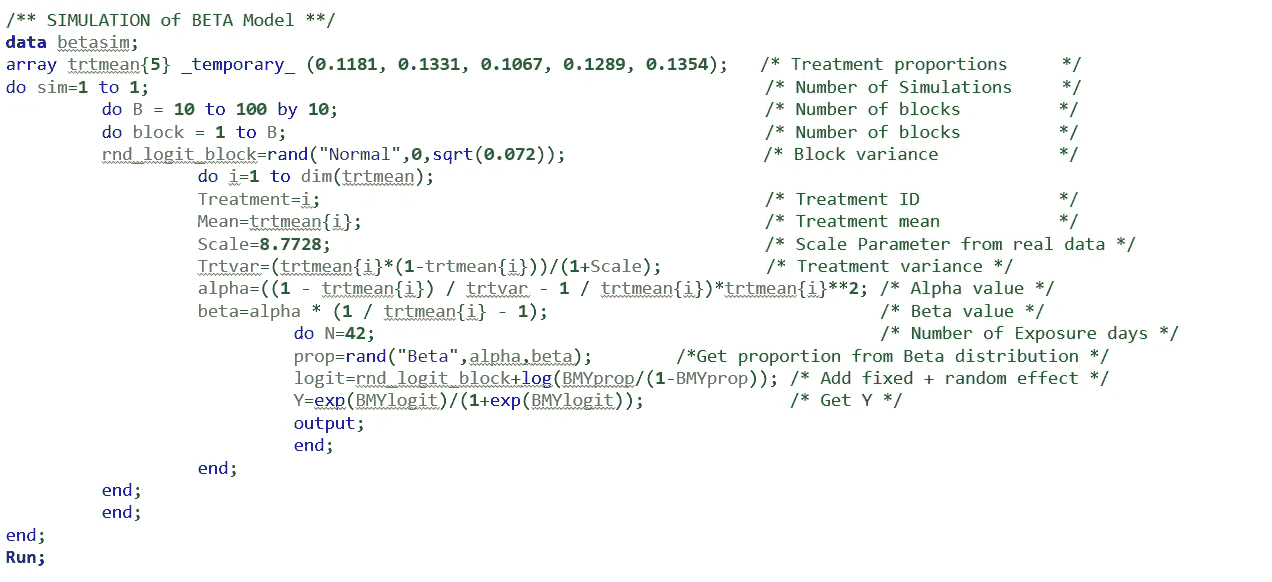 /** SIMULATION of BETA Model **/
data betasim;
array trtmean{5} _temporary_ (0.1181, 0.1331, 0.1067, 0.1289, 0.1354); /* Treatment proportions */
do sim=1 to 1; /* Number of Simulations */
do B = 10 to 100 by 10; /* Number of blocks */
do block = 1 to B; /* Number of blocks */
rnd_logit_block=rand("Normal",0,sqrt(0.072)); /* Block variance */
do i=1 to dim(trtmean);
Treatment=i; /* Treatment ID */
Mean=trtmean{i}; /* Treatment mean */
Scale=8.7728; /* Scale Parameter from real data */
Trtvar=(trtmean{i}*(1-trtmean{i}))/(1+Scale); /* Treatment variance */
alpha=((1 - trtmean{i}) / trtvar - 1 / trtmean{i})*trtmean{i}**2; /* Alpha value */
beta=alpha * (1 / trtmean{i} - 1); /* Beta value */
do N=42; /* Number of Exposure days */
prop=rand("Beta",alpha,beta); /*Get proportion from Beta distribution */
logit=rnd_logit_block+log(BMYprop/(1-BMYprop)); /* Add fixed + random effect */
Y=exp(BMYlogit)/(1+exp(BMYlogit)); /* Get Y */
output;
end;
end;
end;
end;
end;
Run;